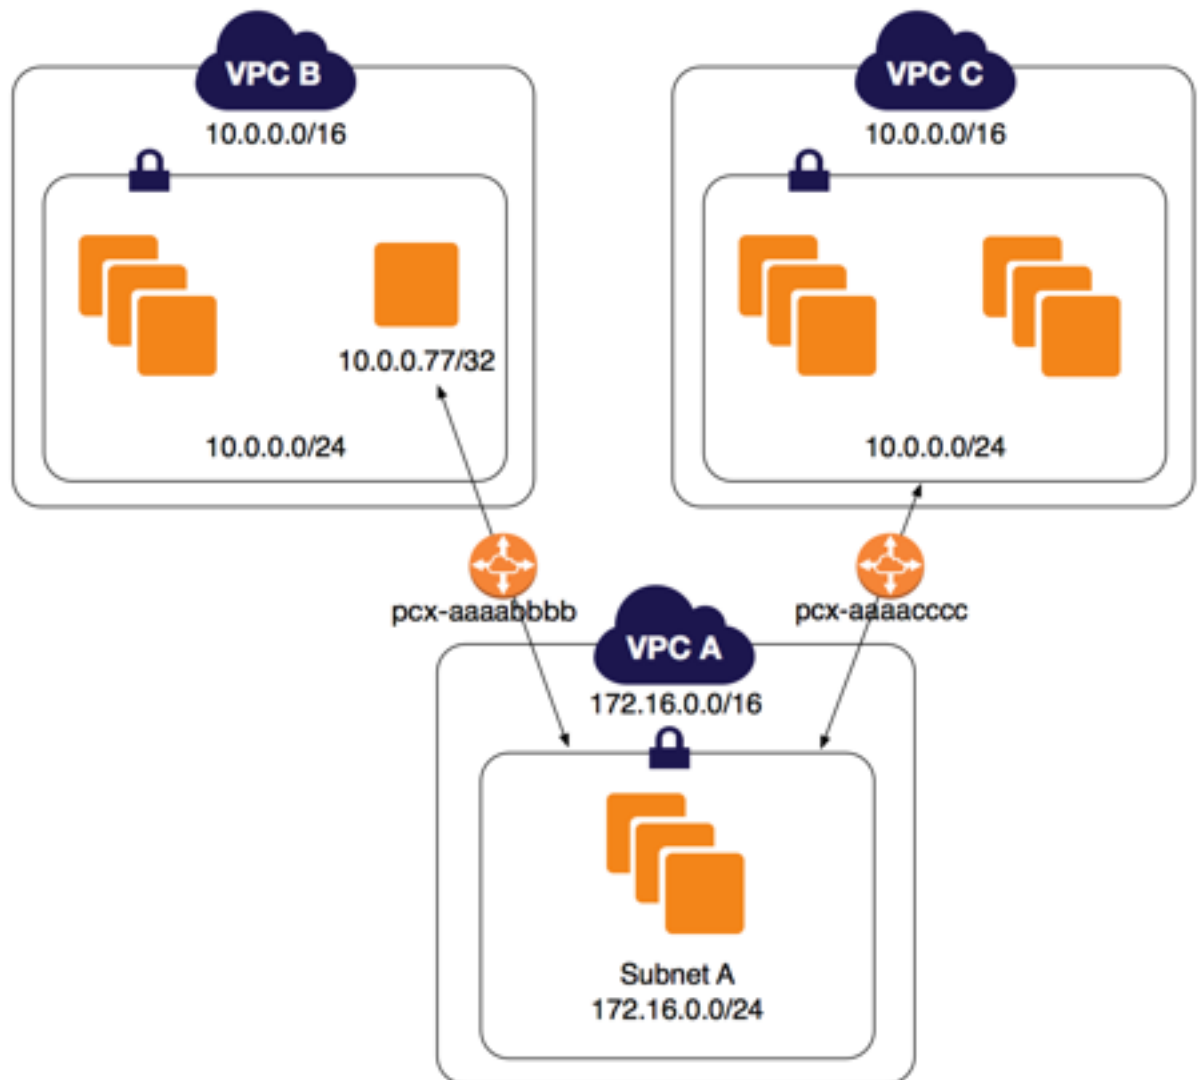 VPC B
10.0.0.0/16
10.0.0.77/32
10.0.0.0/24
VPC C
10.0.0.0/16
10.0.0.0/24
pcx-aaaabbbb
pcx-aaaacccc
VPC A
172.16.0.0/16
Subnet A
172.16.0.0/24